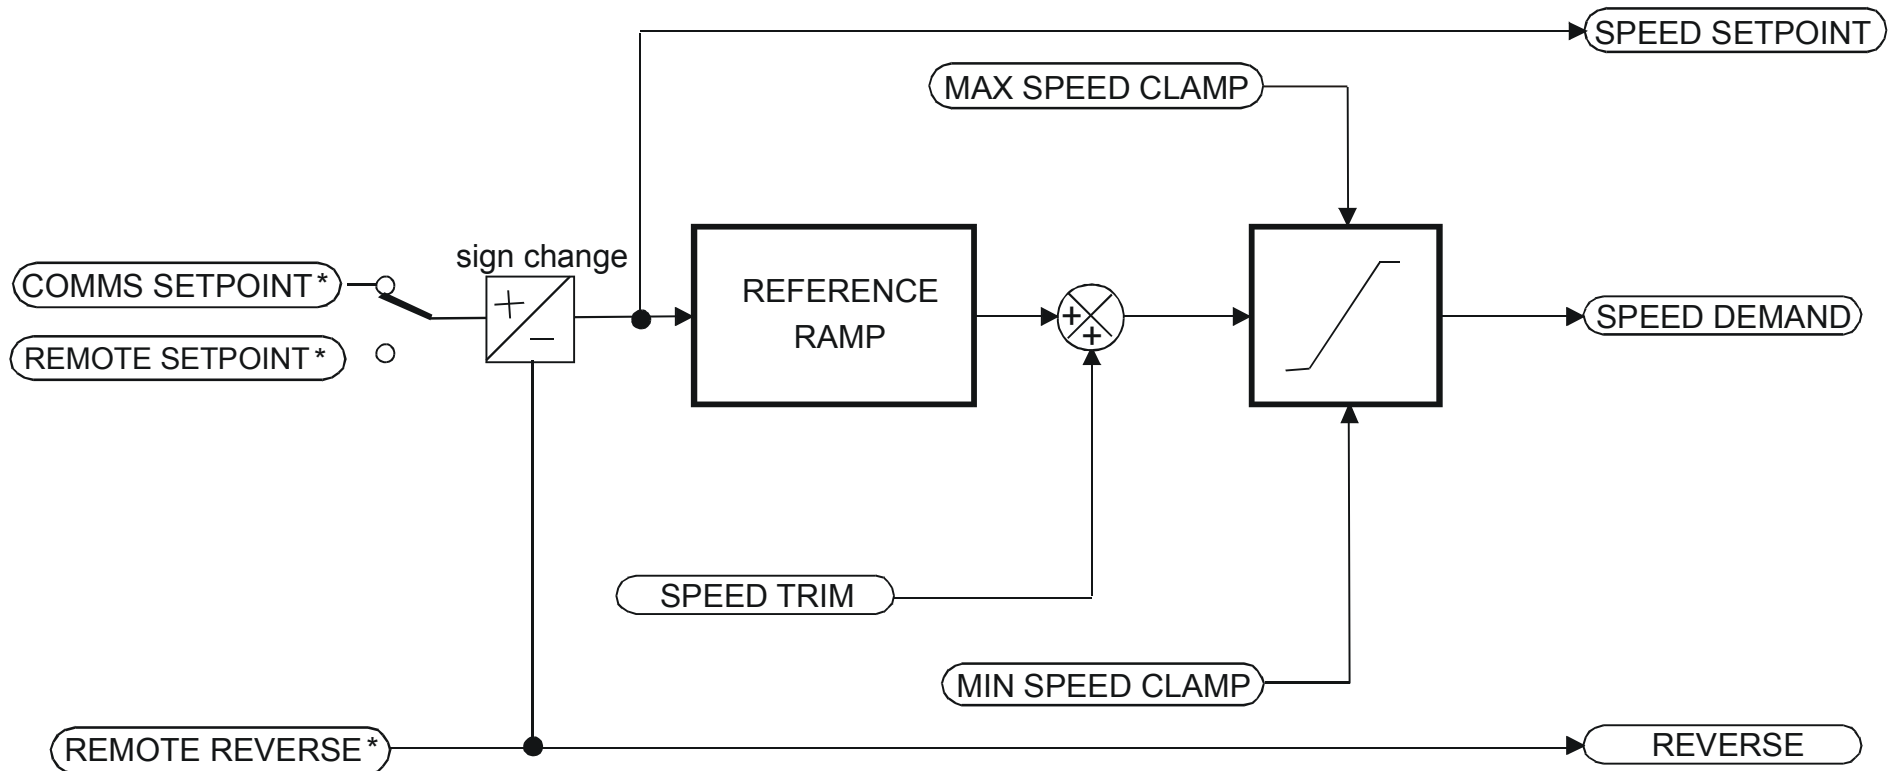 SPEED SETPOINT
MAX SPEED CLAMP
sign change
COMMS SETPOINT *
REMOTE SETPOINT *
+
−
REFERENCE
RAMP
+
+
SPEED DEMAND
SPEED TRIM
MIN SPEED CLAMP
REMOTE REVERSE *
REVERSE